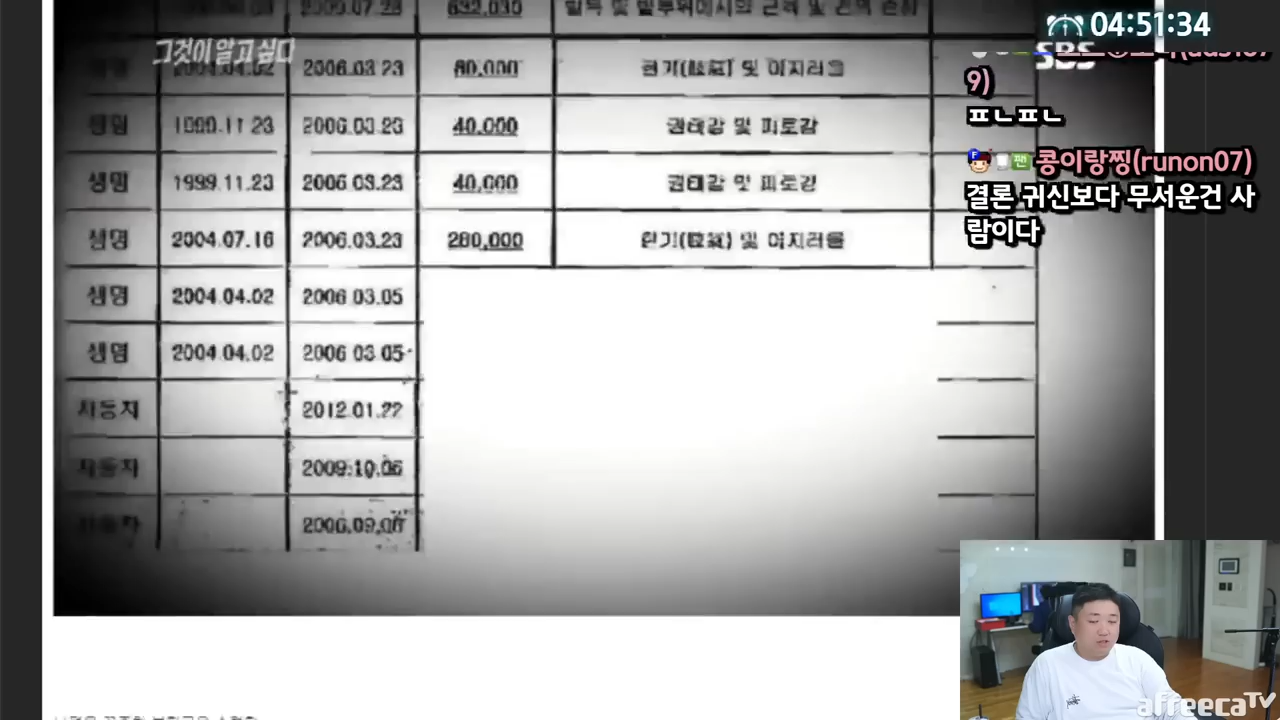 04:51:34
그것이 알고싶다
SBS
9)
ㅍㄴㅍㄴ
콩이랑찡(runon07)
결론 귀신보다 무서운건 사
람이다
2006.03.23 80,000 현기(眩氣) 및 어지러움
생명 1999.11.23 2006.03.23 40,000 권태감 및 피로감
생명 1999.11.23 2006.03.23 40,000 권태감 및 피로감
생명 2004.07.16 2006.03.23 280,000 현기(眩氣) 및 어지러움
생명 2004.04.02 2006.03.05
생명 2004.04.02 2006.03.05
자동차 2012.01.22
자동차 2009.10.06
자동차
afreecaTV